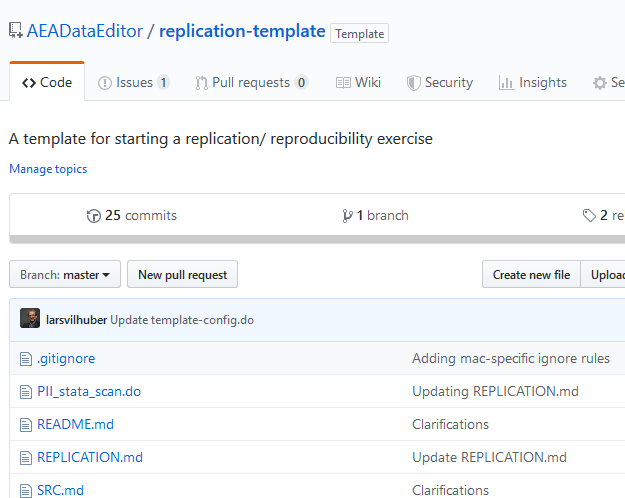 AEADataEditor / replication-template Template
Code Issues 1 Pull requests 0 Wiki Security Insights
A template for starting a replication/ reproducibility exercise
Manage topics
25 commits 1 branch 2
Branch: master New pull request Create new file
larsvilhuber Update template-config.do
.gitignore Adding mac-specific ignore rules
PII_stata_scan.do Updating REPLICATION.md
README.md Clarifications
REPLICATION.md Update REPLICATION.md
SRC.md Clarifications